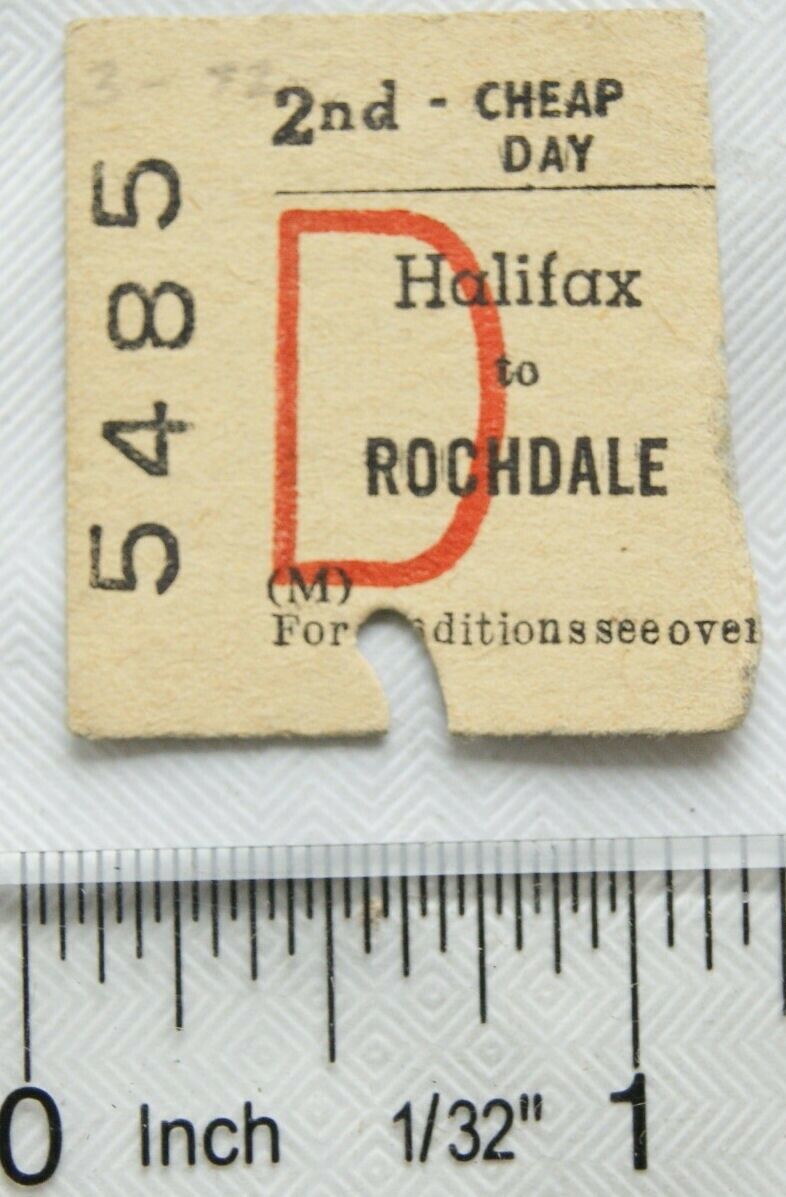 2nd - CHEAP
DAY
D
Halifax
to
ROCHDALE
(M)
For ditions see over
5485
0 Inch 1/32" 1